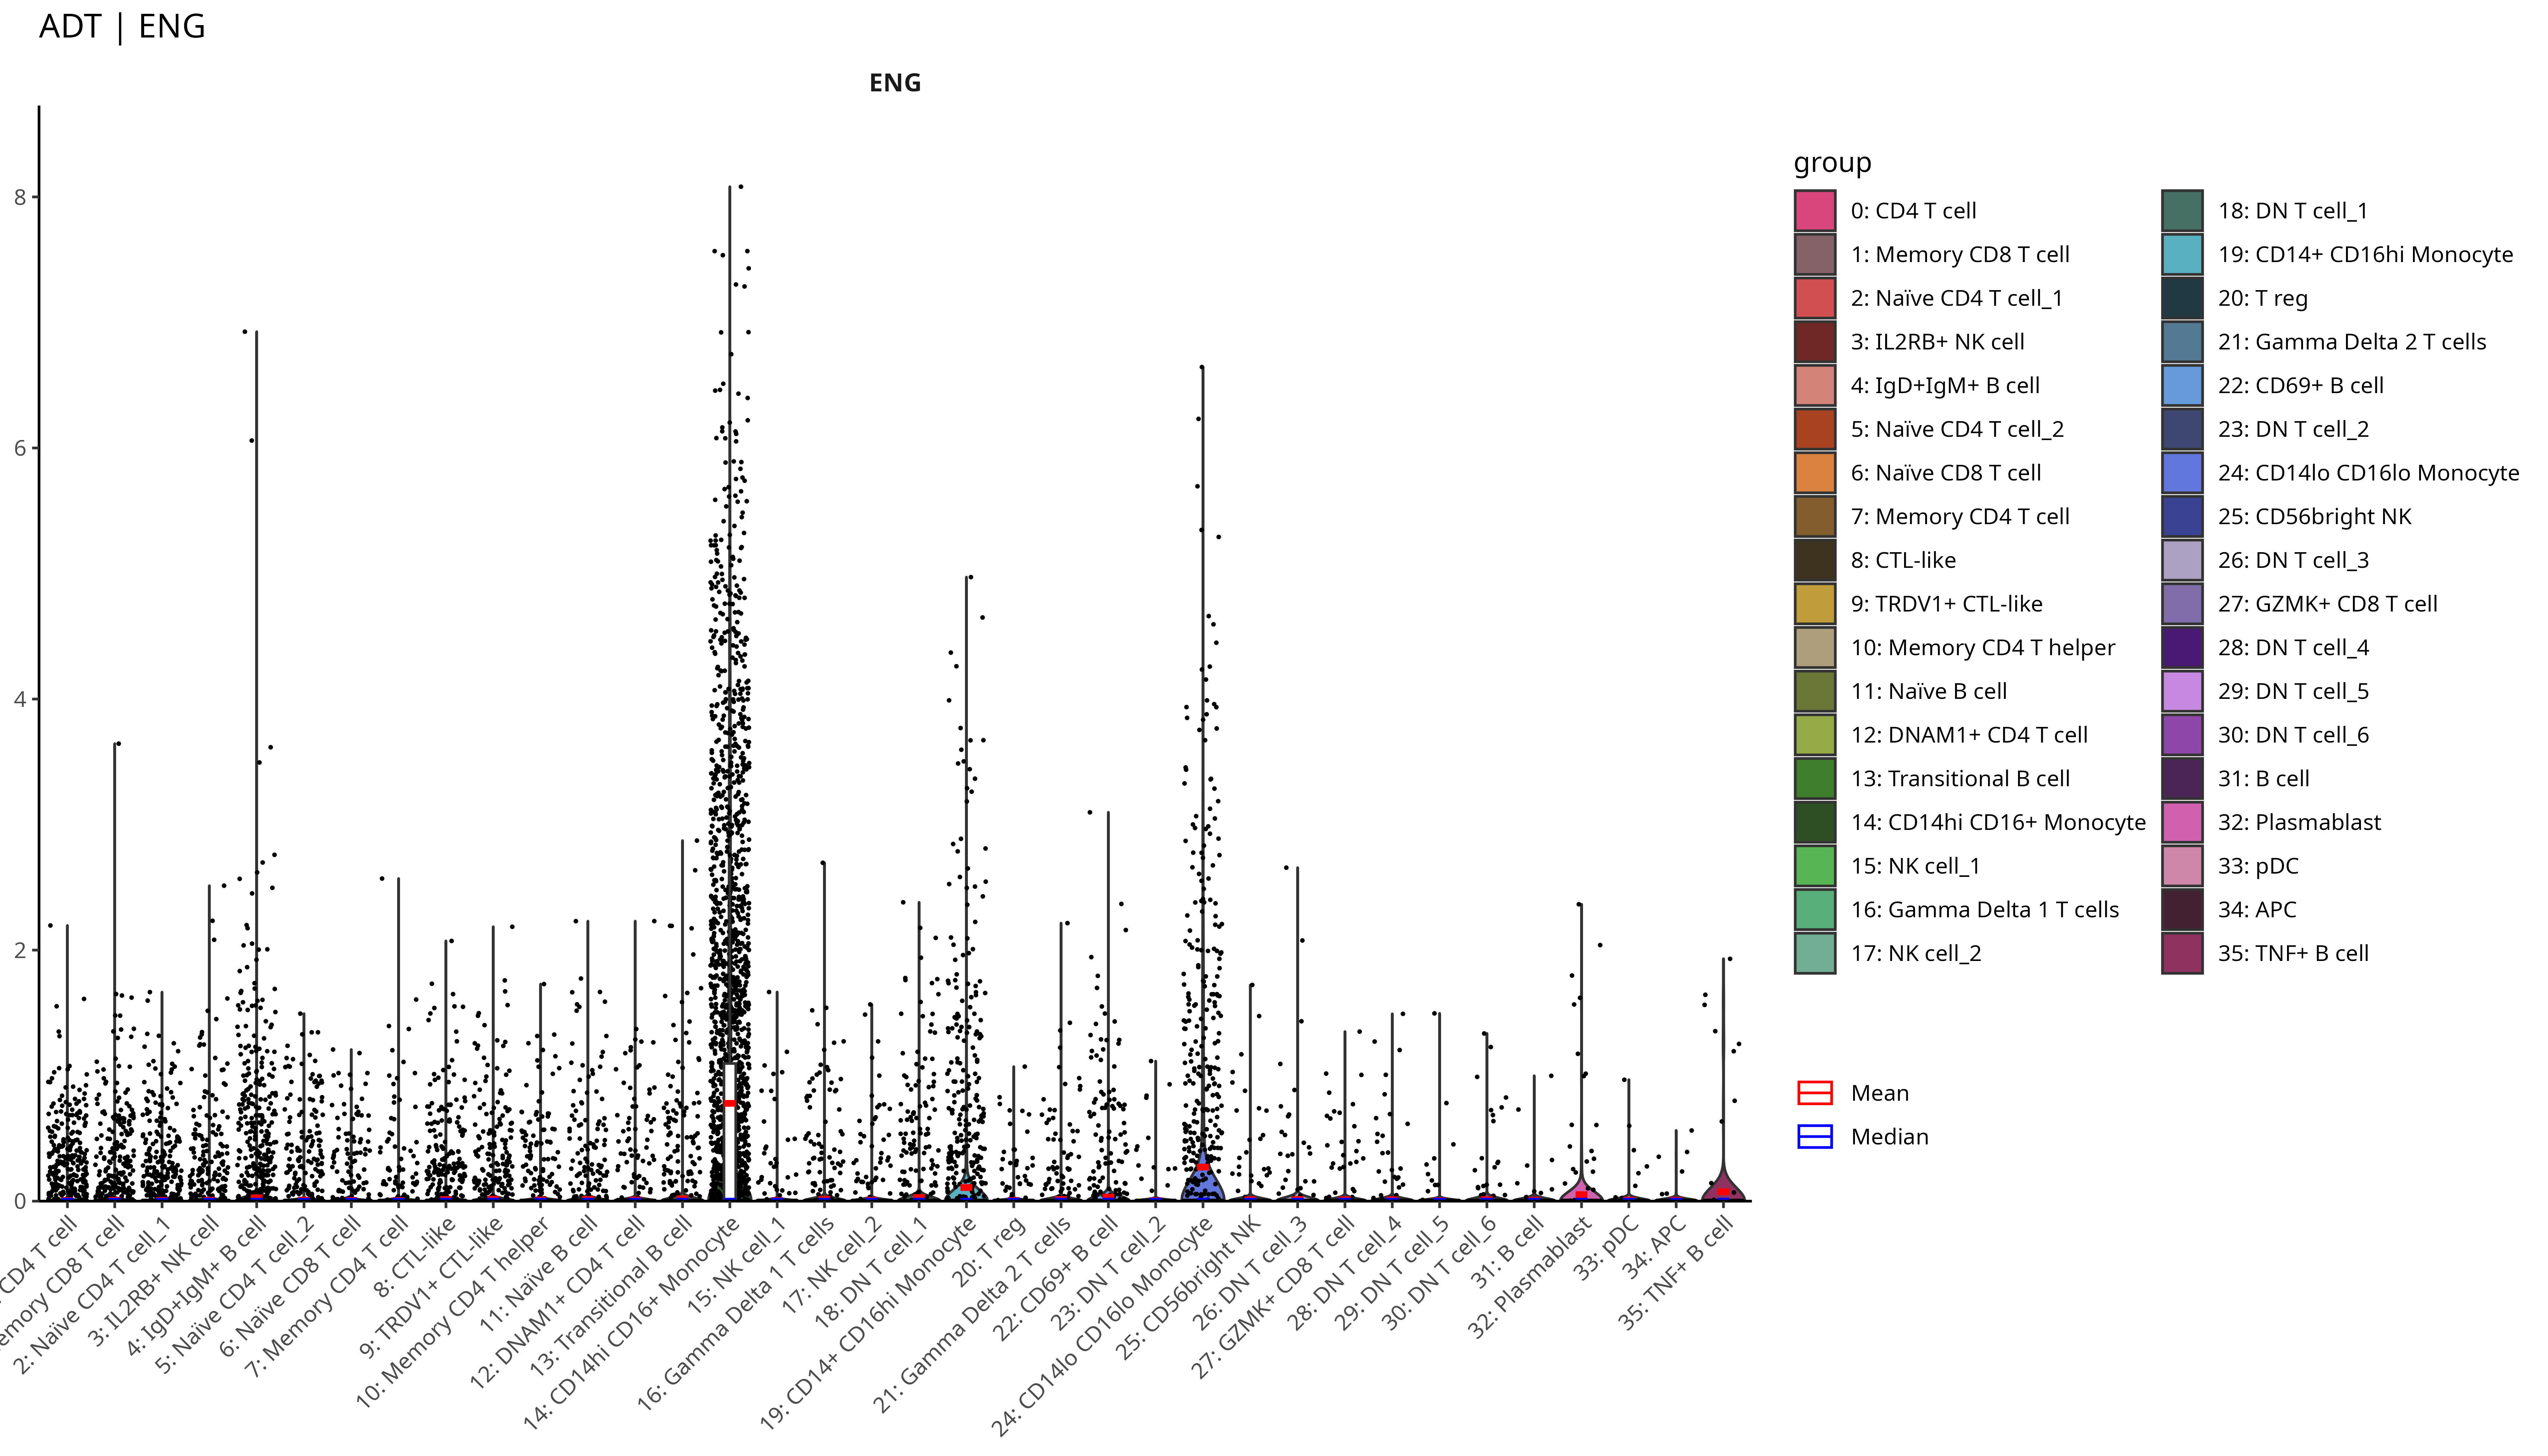 ADT | ENG
ENG
8
6
4
2
0
CD4 T cell
emory CD8 T cell
2: Naïve CD4 T cell_1
3: IL2RB+ NK cell
4: IgD+IgM+ B cell
5: Naïve CD4 T cell_2
6: Naïve CD8 T cell
7: Memory CD4 T cell
8: CTL-like
9: TRDV1+ CTL-like
10: Memory CD4 T helper
11: Naïve B cell
12: DNAM1+ CD4 T cell
13: Transitional B cell
14: CD14hi CD16+ Monocyte
15: NK cell_1
16: Gamma Delta 1 T cells
17: NK cell_2
18: DN T cell_1
19: CD14+ CD16hi Monocyte
20: T reg
21: Gamma Delta 2 T cells
22: CD69+ B cell
23: DN T cell_2
24: CD14lo CD16lo Monocyte
25: CD56bright NK
26: DN T cell_3
27: GZMK+ CD8 T cell
28: DN T cell_4
29: DN T cell_5
30: DN T cell_6
31: B cell
32: Plasmablast
33: pDC
34: APC
35: TNF+ B cell
group
0: CD4 T cell
1: Memory CD8 T cell
2: Naïve CD4 T cell_1
3: IL2RB+ NK cell
4: IgD+IgM+ B cell
5: Naïve CD4 T cell_2
6: Naïve CD8 T cell
7: Memory CD4 T cell
8: CTL-like
9: TRDV1+ CTL-like
10: Memory CD4 T helper
11: Naïve B cell
12: DNAM1+ CD4 T cell
13: Transitional B cell
14: CD14hi CD16+ Monocyte
15: NK cell_1
16: Gamma Delta 1 T cells
17: NK cell_2
18: DN T cell_1
19: CD14+ CD16hi Monocyte
20: T reg
21: Gamma Delta 2 T cells
22: CD69+ B cell
23: DN T cell_2
24: CD14lo CD16lo Monocyte
25: CD56bright NK
26: DN T cell_3
27: GZMK+ CD8 T cell
28: DN T cell_4
29: DN T cell_5
30: DN T cell_6
31: B cell
32: Plasmablast
33: pDC
34: APC
35: TNF+ B cell
Mean
Median